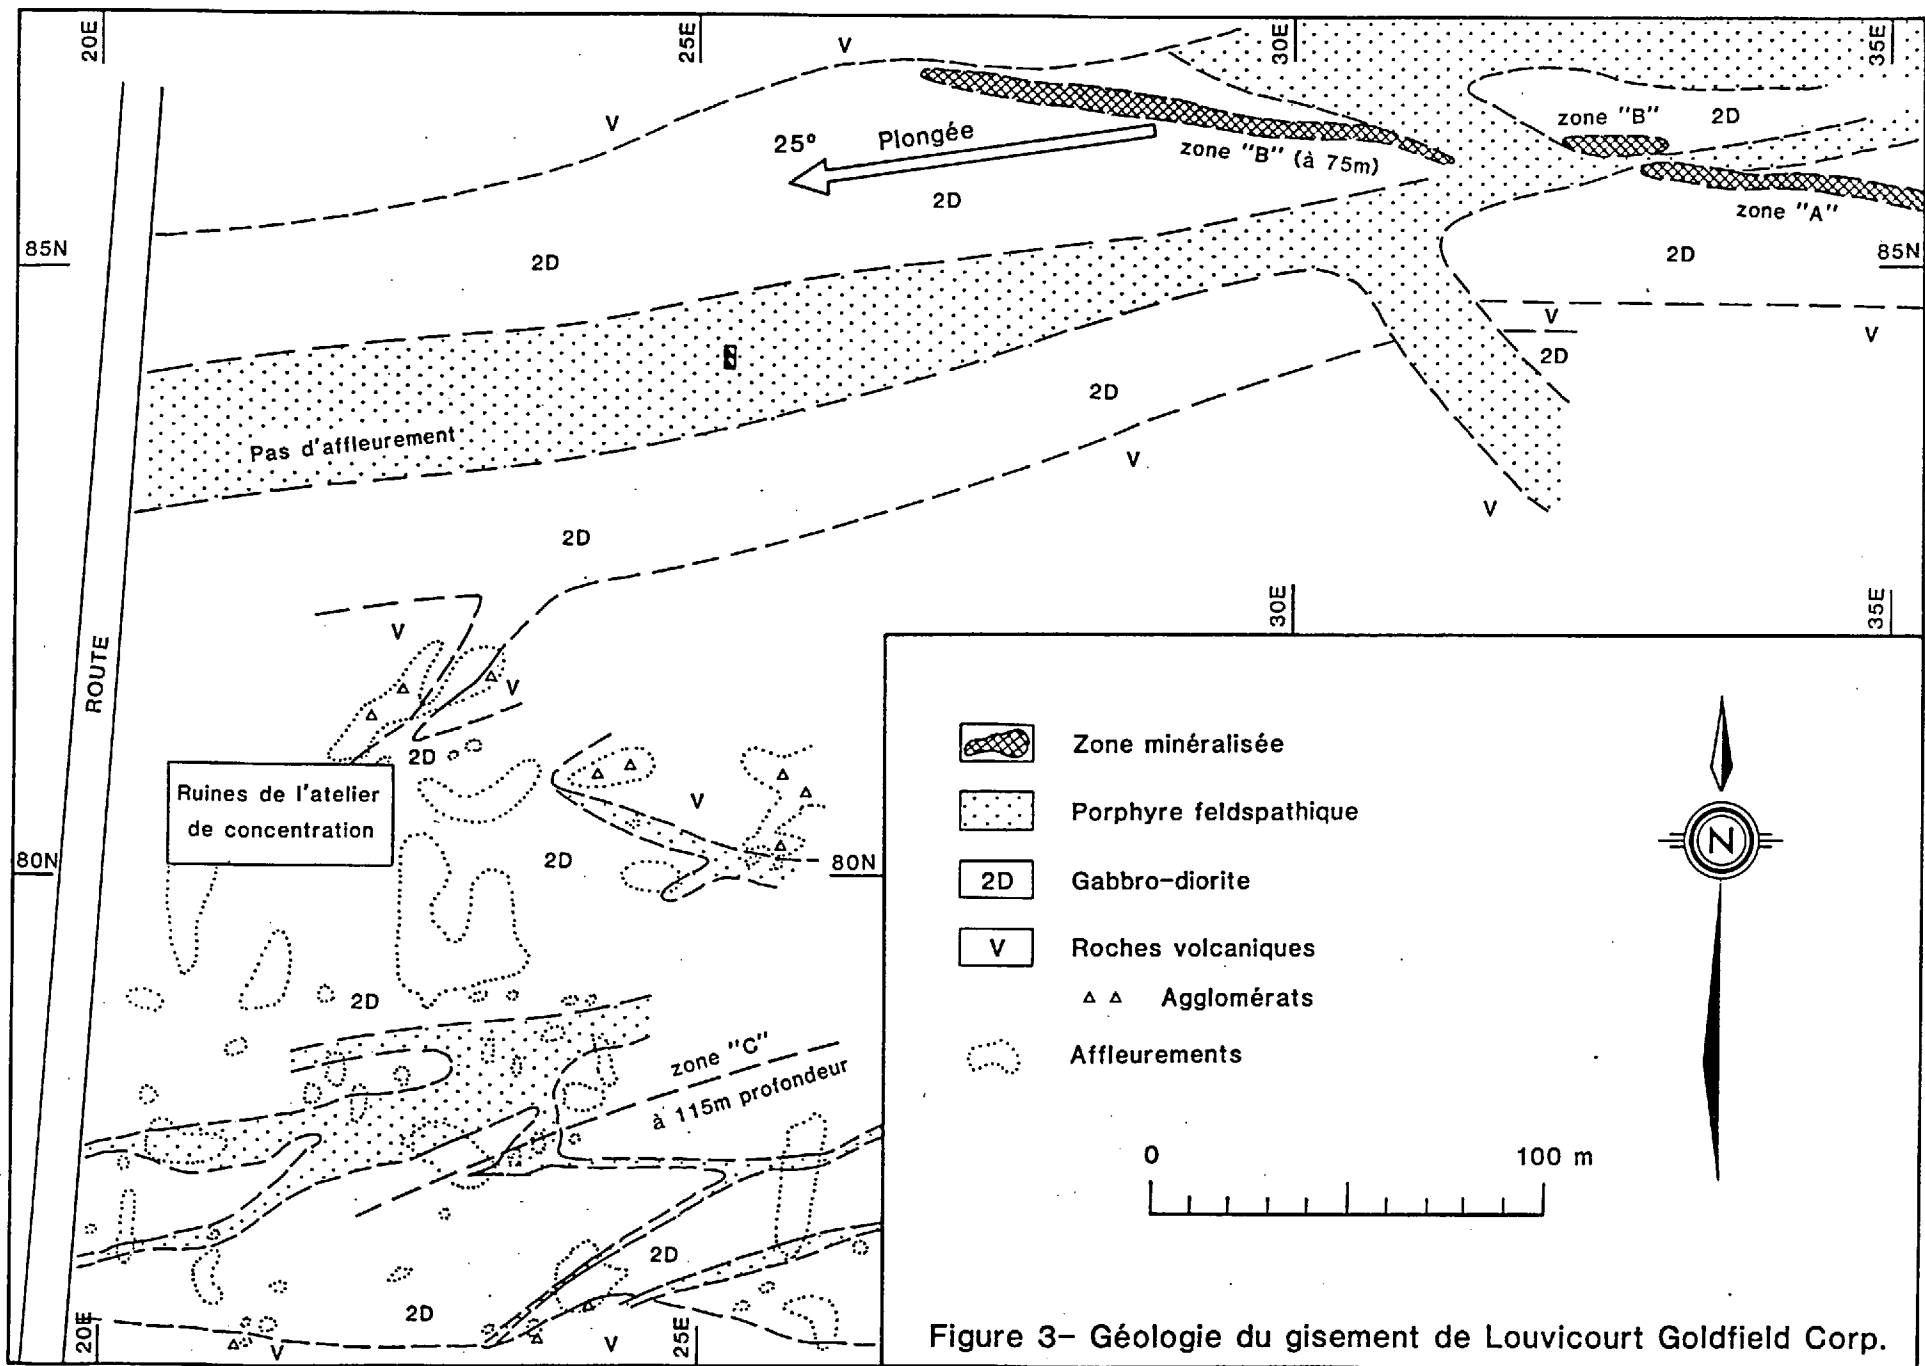 20E
25E
30E
35E
V
V
25°
Plongée
zone "B" (à 75m)
zone "B"
2D
zone "A"
2D
85N
2D
2D
85N
V
V
2D
2D
Pas d'affleurement
V
V
2D
30E
35E
V
ROUTE
V
2D
Ruines de l'atelier
de concentration
V
2D
80N
80N
2D
zone "C"
à 115m profondeur
2D
2D
20E
V
V
25E
Zone minéralisée
Porphyre feldspathique
2D
Gabbro-diorite
V
Roches volcaniques
Agglomérats
Affleurements
N
0
100 m
Figure 3- Géologie du gisement de Louvicourt Goldfield Corp.